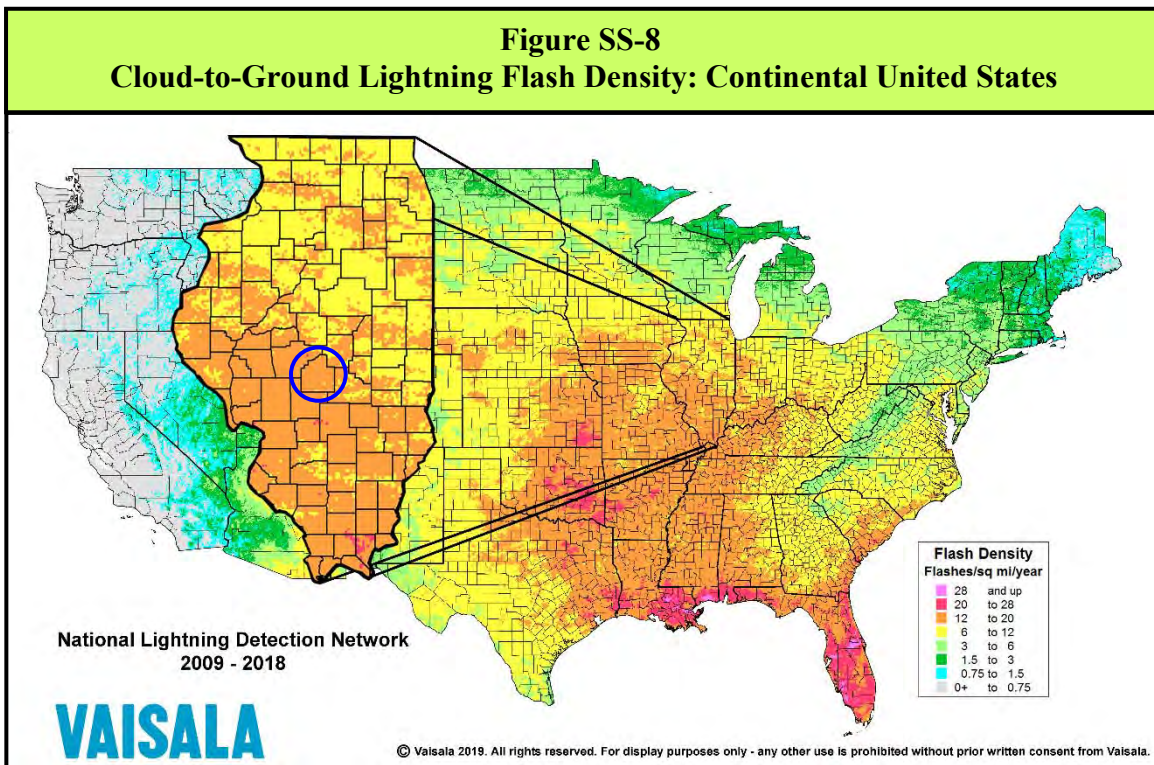 Figure SS-8
Cloud-to-Ground Lightning Flash Density: Continental United States
Flash Density
Flashes/sq mi/year
28 and up
20 to 28
12 to 20
6 to 12
3 to 6
1.5 to 3
0.75 to 1.5
0+ to 0.75
National Lightning Detection Network
2009 - 2018
VAISALA
© Vaisala 2019. All rights reserved. For display purposes only - any other use is prohibited without prior written consent from Vaisala.